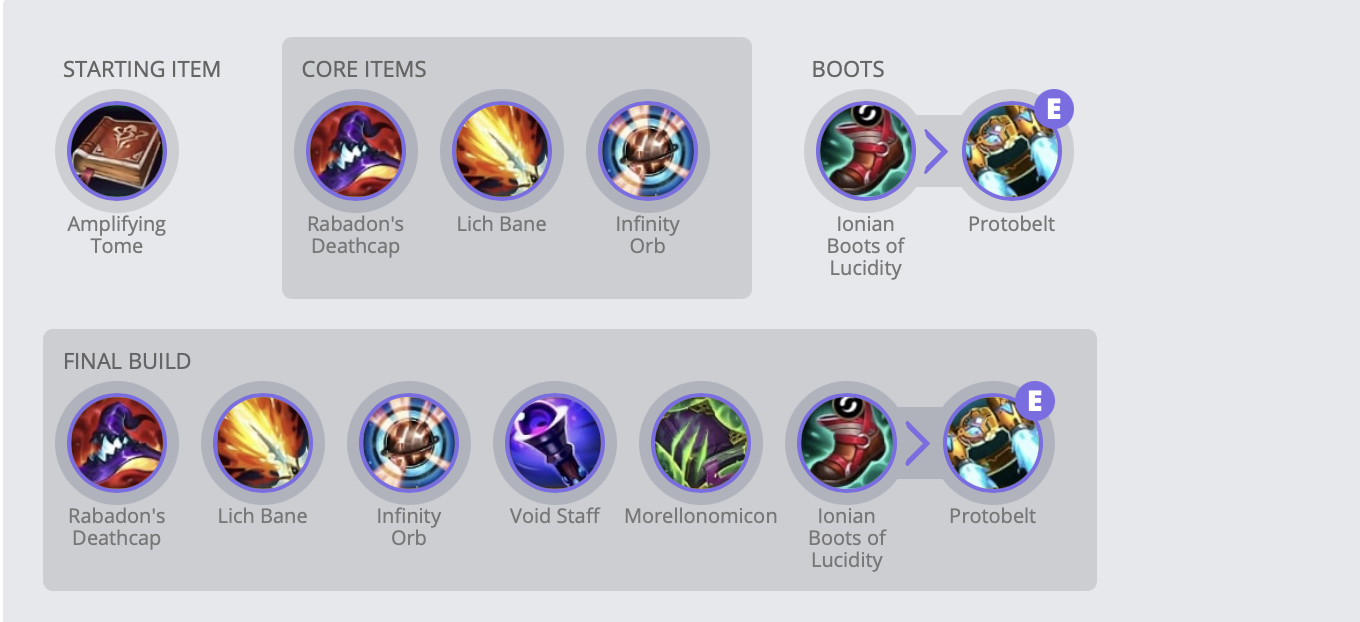 STARTING ITEM
Amplifying
Tome
CORE ITEMS
Rabadon's
Deathcap
Lich Bane
Infinity
Orb
BOOTS
Ionian
Boots of
Lucidity
E
Protobelt
FINAL BUILD
Rabadon's
Deathcap
Lich Bane
Infinity
Orb
Void Staff
Morellonomicon
Ionian
Boots of
Lucidity
E
Protobelt